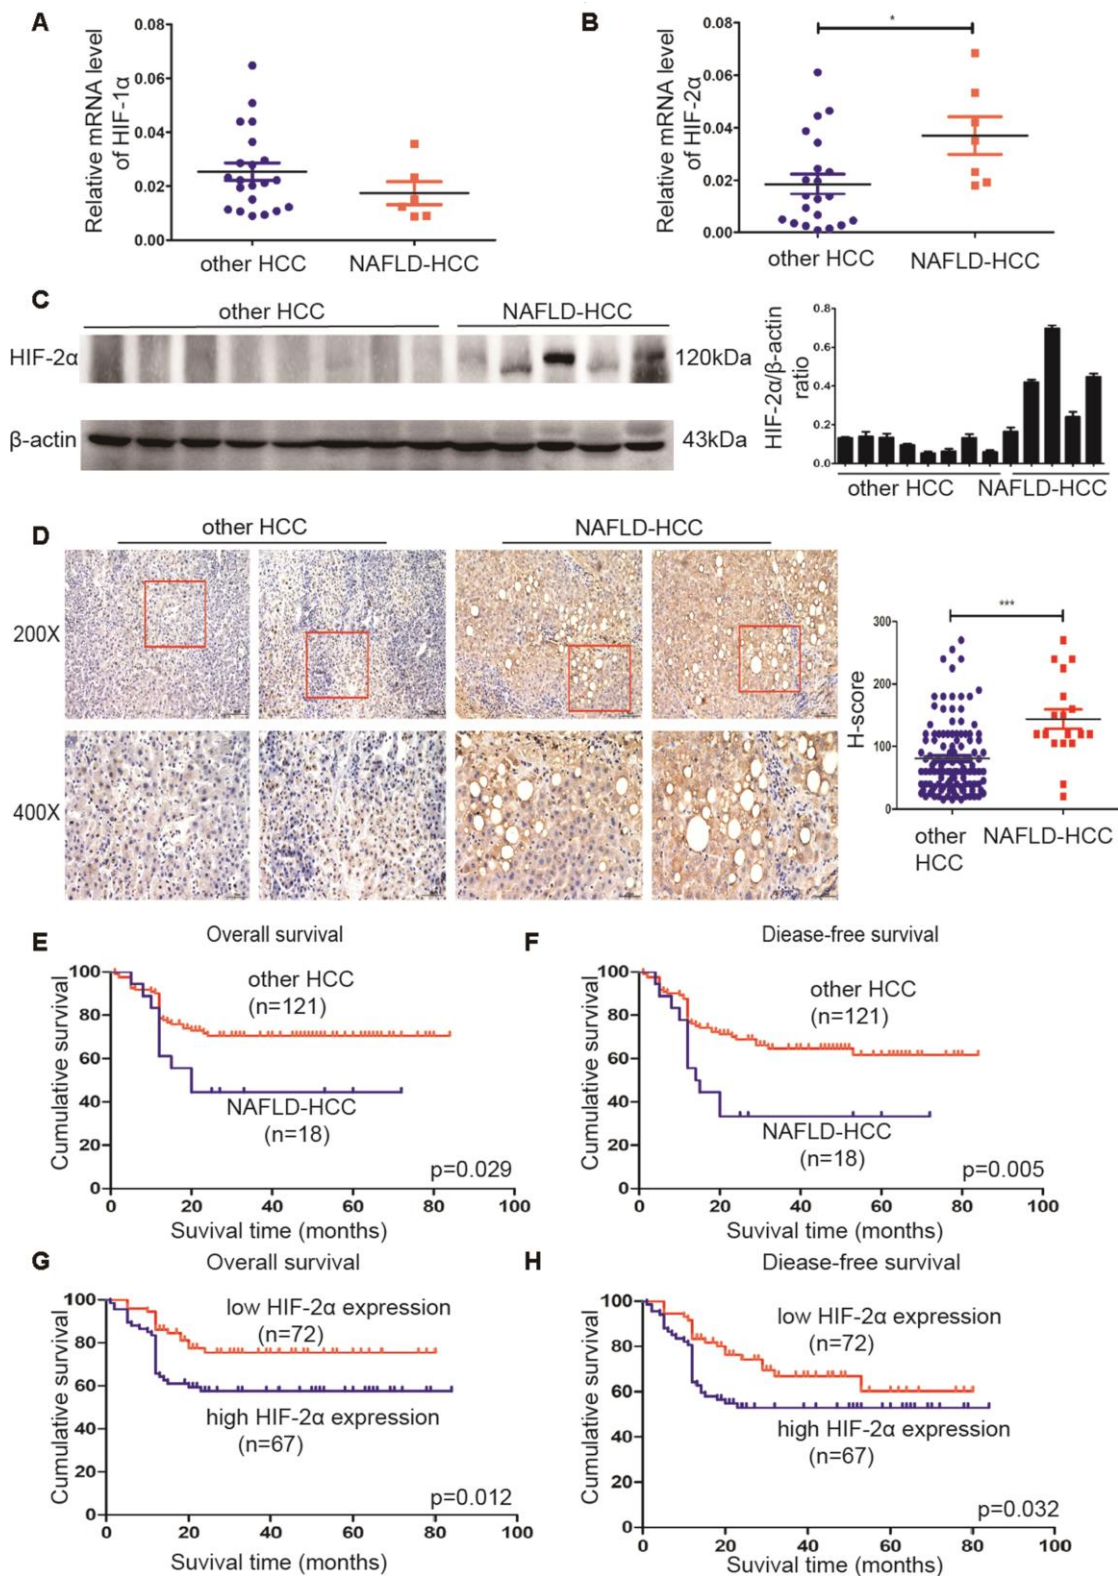 A
Relative mRNA level
of HIF-1α
0.08
0.06
0.04
0.02
0.00
other HCC
NAFLD-HCC
B
Relative mRNA level
of HIF-2α
0.08
0.06
0.04
0.02
0.00
*
other HCC
NAFLD-HCC
C
other HCC
NAFLD-HCC
HIF-2α
120kDa
β-actin
43kDa
HIF-2α/β-actin
ratio
0.8
0.6
0.4
0.2
0.0
other HCC
NAFLD-HCC
D
other HCC
NAFLD-HCC
200X
400X
H-score
300
200
100
0
***
other
HCC
NAFLD-HCC
E
Overall survival
Cumulative survival
100
80
60
40
20
0
other HCC
(n=121)
NAFLD-HCC
(n=18)
p=0.029
0 20 40 60 80 100
Suvival time (months)
F
Diease-free survival
Cumulative survival
100
80
60
40
20
0
other HCC
(n=121)
NAFLD-HCC
(n=18)
p=0.005
0 20 40 60 80 100
Suvival time (months)
G
Overall survival
Cumulative survival
100
80
60
40
20
0
low HIF-2α expression
(n=72)
high HIF-2α expression
(n=67)
p=0.012
0 20 40 60 80 100
Suvival time (months)
H
Diease-free survival
Cumulative survival
100
80
60
40
20
0
low HIF-2α expression
(n=72)
high HIF-2α expression
(n=67)
p=0.032
0 20 40 60 80 100
Suvival time (months)